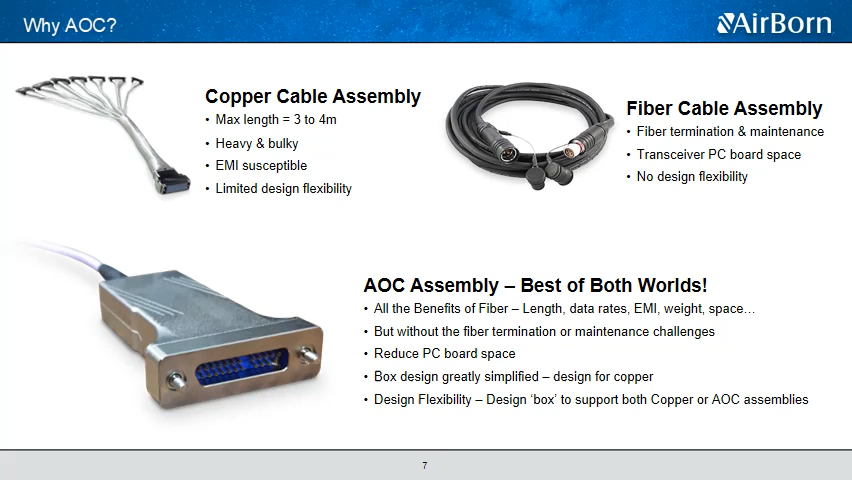 Why AOC?
AirBorn
Copper Cable Assembly
• Max length = 3 to 4m
• Heavy & bulky
• EMI susceptible
• Limited design flexibility
Fiber Cable Assembly
• Fiber termination & maintenance
• Transceiver PC board space
• No design flexibility
AOC Assembly – Best of Both Worlds!
• All the Benefits of Fiber – Length, data rates, EMI, weight, space…
• But without the fiber termination or maintenance challenges
• Reduce PC board space
• Box design greatly simplified – design for copper
• Design Flexibility – Design ‘box’ to support both Copper or AOC assemblies
7